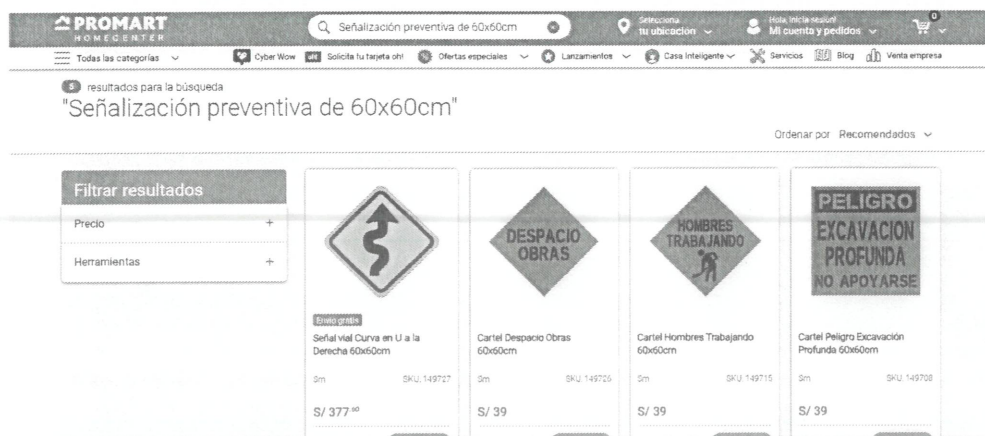 PROMART
HOMECENTER
Señalización preventiva de 60x60cm
Selecciona
tu ubicación
Hola, Inicia sesión!
Mi cuenta y pedidos
0
Todas las categorías
Cyber Wow
oh!
Solicita tu tarjeta oh!
Ofertas especiales
Lanzamientos
Casa Inteligente
Servicios
Blog
Venta empresa
5 resultados para la búsqueda
"Señalización preventiva de 60x60cm"
Ordenar por Recomendados
Filtrar resultados
Precio +
Herramientas +
DESPACIO
OBRAS
HOMBRES
TRABAJANDO
PELIGRO
EXCAVACION
PROFUNDA
NO APOYARSE
Envío gratis
Señal vial Curva en U a la
Derecha 60x60cm
Sm SKU: 149727
S/ 377.90
Cartel Despacio Obras
60x60cm
Sm SKU: 149726
S/ 39
Cartel Hombres Trabajando
60x60cm
Sm SKU: 149715
S/ 39
Cartel Peligro Excavación
Profunda 60x60cm
Sm SKU: 149708
S/ 39